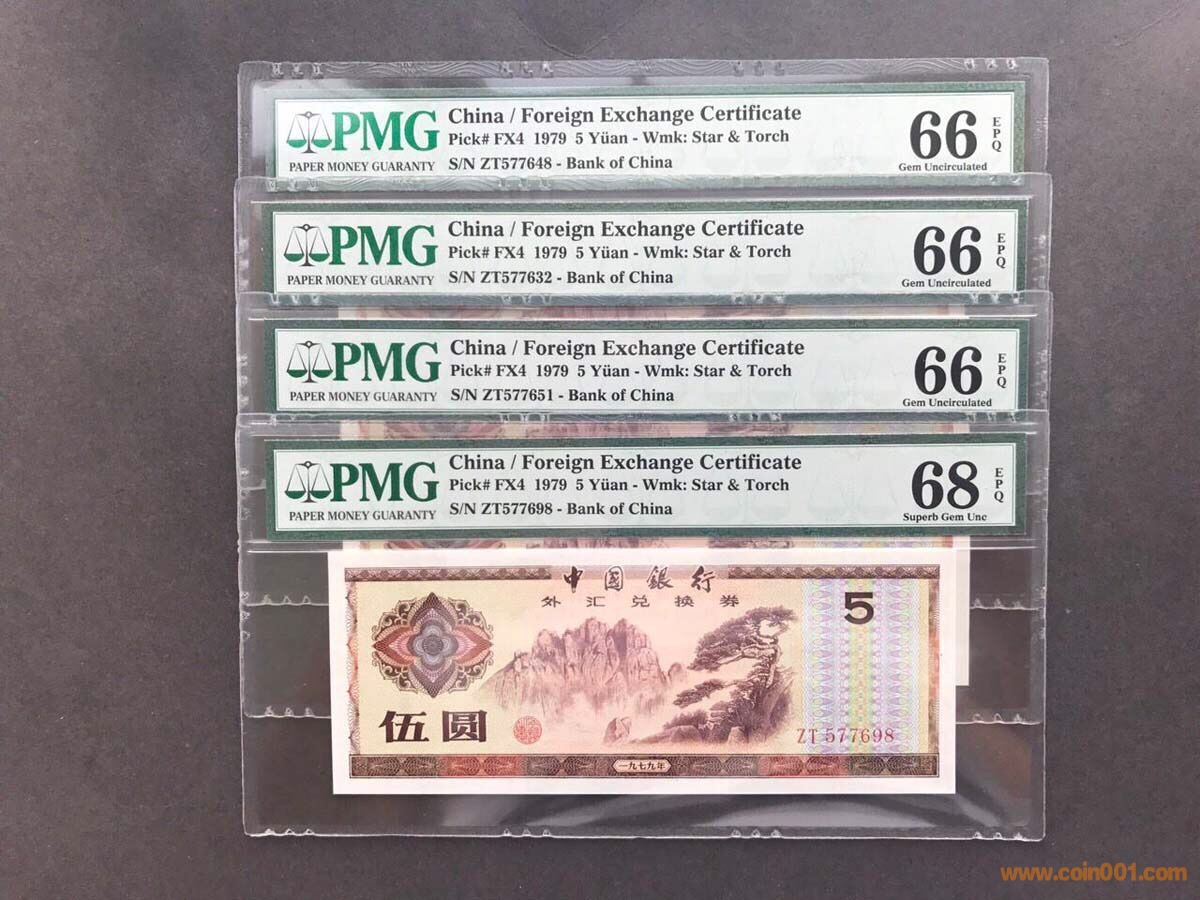 PMG
PAPER MONEY GUARANTY
China / Foreign Exchange Certificate
Pick# FX4 1979 5 Yüan - Wmk: Star & Torch
S/N ZT577648 - Bank of China
66
EPQ
Gem Uncirculated
PMG
PAPER MONEY GUARANTY
China / Foreign Exchange Certificate
Pick# FX4 1979 5 Yüan - Wmk: Star & Torch
S/N ZT577632 - Bank of China
66
EPQ
Gem Uncirculated
PMG
PAPER MONEY GUARANTY
China / Foreign Exchange Certificate
Pick# FX4 1979 5 Yüan - Wmk: Star & Torch
S/N ZT577651 - Bank of China
66
EPQ
Gem Uncirculated
PMG
PAPER MONEY GUARANTY
China / Foreign Exchange Certificate
Pick# FX4 1979 5 Yüan - Wmk: Star & Torch
S/N ZT577698 - Bank of China
68
EPQ
Superb Gem Unc
中國銀行
外汇兑换券
5
伍圆
ZT 577698
一九七九年
www.coin001.com